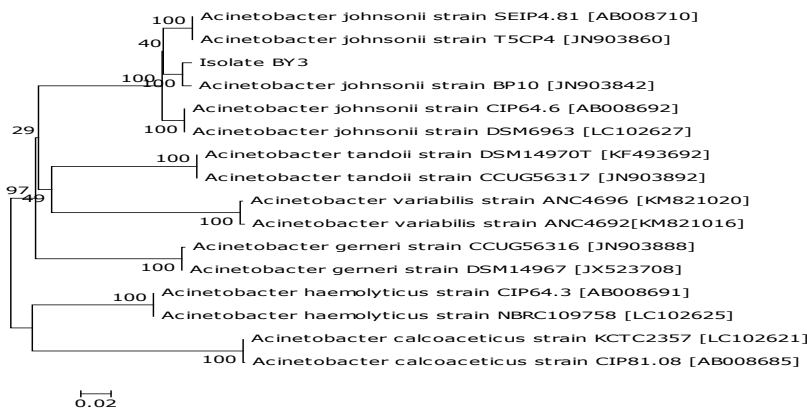 100 Acinetobacter johnsonii strain SEIP4.81 [AB008710]
Acinetobacter johnsonii strain T5CP4 [JN903860]
40
Isolate BY3
100 100 Acinetobacter johnsonii strain BP10 [JN903842]
Acinetobacter johnsonii strain CIP64.6 [AB008692]
100 Acinetobacter johnsonii strain DSM6963 [LC102627]
29
100 Acinetobacter tandoii strain DSM14970T [KF493692]
Acinetobacter tandoii strain CCUG56317 [JN903892]
97 49
Acinetobacter variabilis strain ANC4696 [KM821020]
100 Acinetobacter variabilis strain ANC4692[KM821016]
Acinetobacter gerneri strain CCUG56316 [JN903888]
100 Acinetobacter gerneri strain DSM14967 [JX523708]
100 Acinetobacter haemolyticus strain CIP64.3 [AB008691]
Acinetobacter haemolyticus strain NBRC109758 [LC102625]
Acinetobacter calcoaceticus strain KCTC2357 [LC102621]
100 Acinetobacter calcoaceticus strain CIP81.08 [AB008685]
0.02